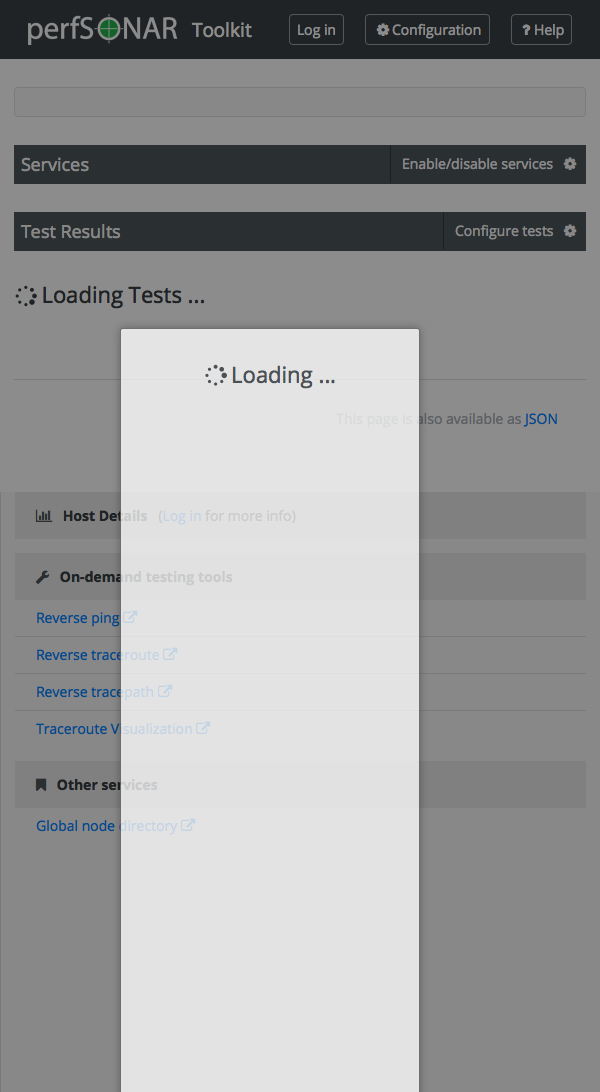 perfSONAR Toolkit Log in Configuration ? Help
Services Enable/disable services
Test Results Configure tests
Loading Tests ...
Loading ...
This page is also available as JSON
Host Details (Log in for more info)
On-demand testing tools
Reverse ping
Reverse traceroute
Reverse tracepath
Traceroute Visualization
Other services
Global node directory